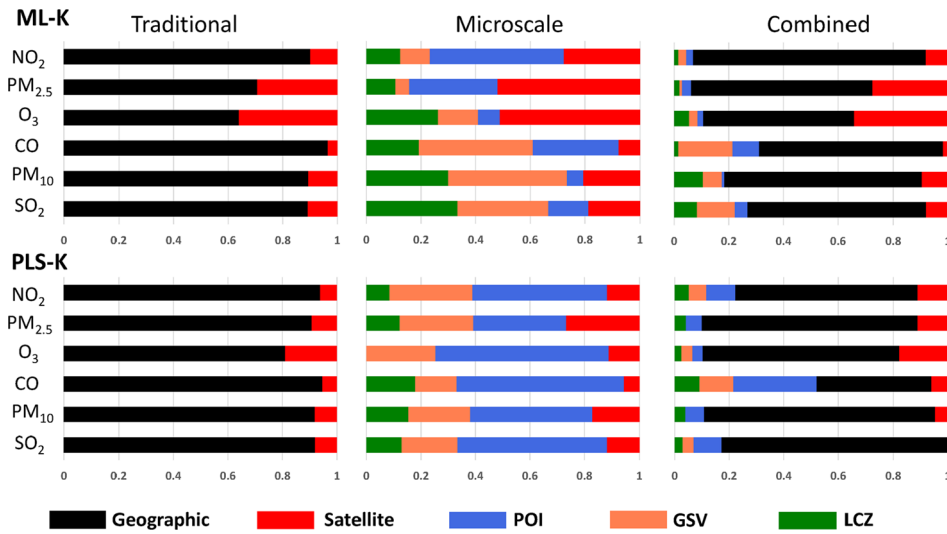 ML-K
Traditional Microscale Combined
NO2
PM2.5
O3
CO
PM10
SO2
0 0.2 0.4 0.6 0.8 1 0 0.2 0.4 0.6 0.8 1 0 0.2 0.4 0.6 0.8 1
PLS-K
NO2
PM2.5
O3
CO
PM10
SO2
0 0.2 0.4 0.6 0.8 1 0 0.2 0.4 0.6 0.8 1 0 0.2 0.4 0.6 0.8 1
Geographic Satellite POI GSV LCZ